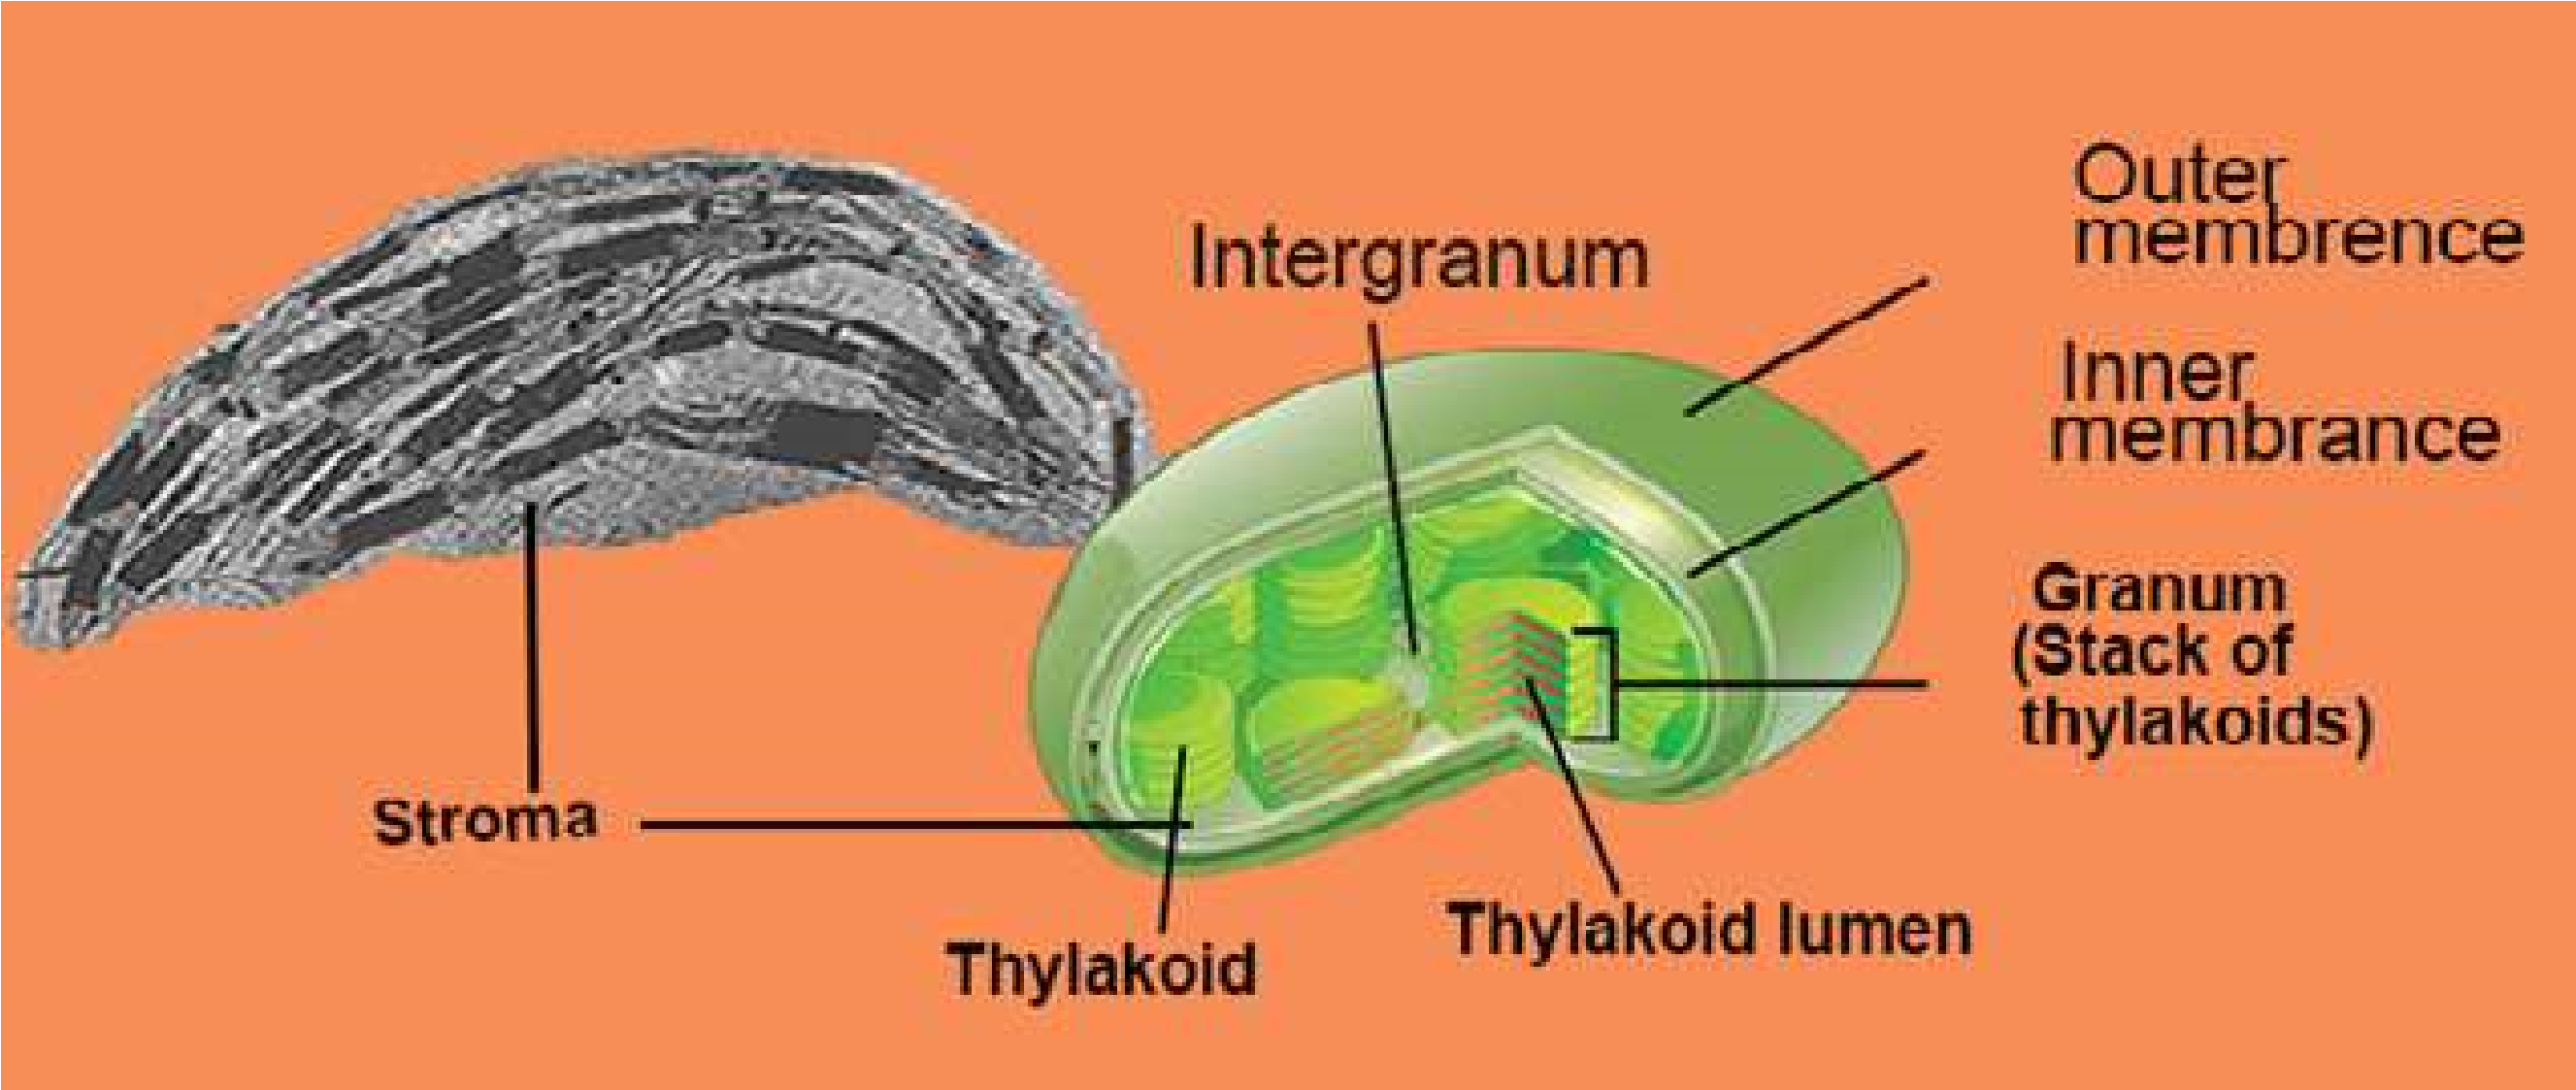 Outer
membrence
Intergranum
Inner
membrance
Granum
(Stack of
thylakoids)
Stroma
Thylakoid lumen
Thylakoid